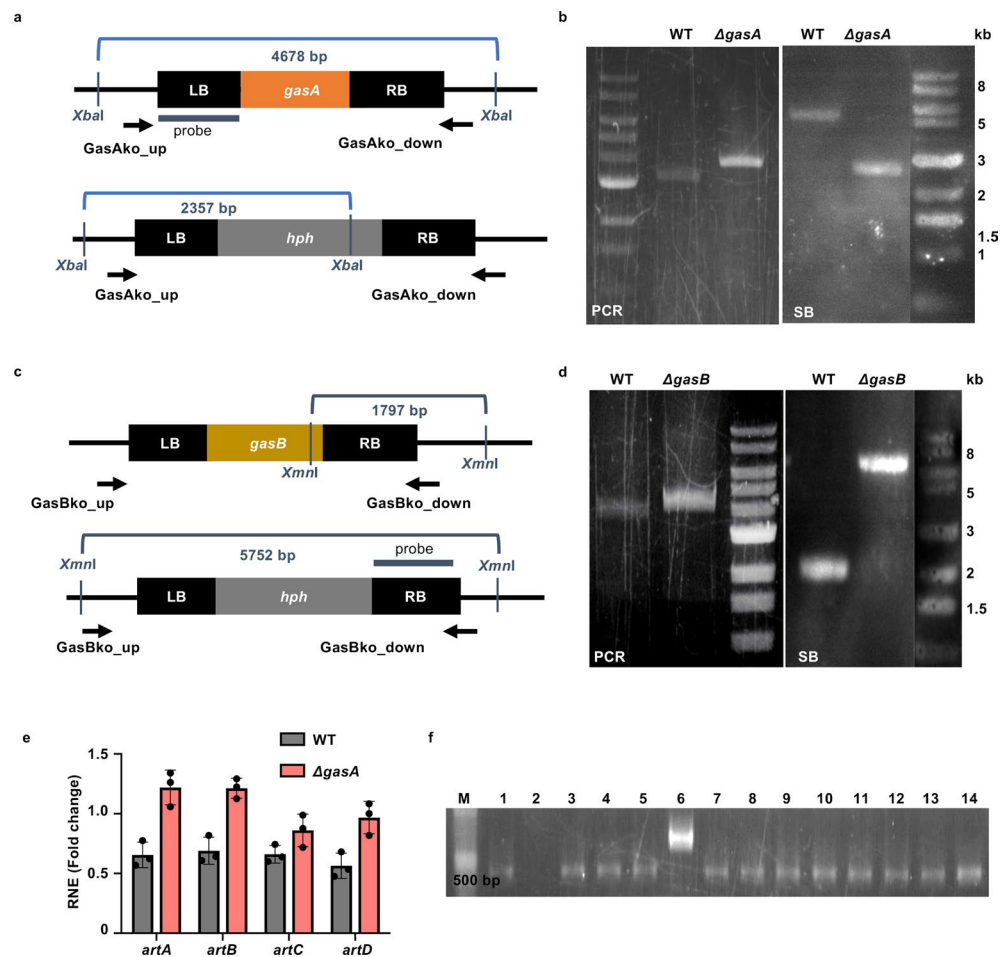 a
4678 bp
LB gasA RB
XbaI XbaI
probe
GasAko_up GasAko_down
2357 bp
LB hph RB
XbaI XbaI
GasAko_up GasAko_down
b
WT ΔgasA WT ΔgasA kb
8
5
3
2
1.5
1
PCR SB
c
1797 bp
LB gasB RB
XmnI XmnI
GasBko_up GasBko_down
probe
5752 bp
XmnI XmnI
LB hph RB
GasBko_up GasBko_down
d
WT ΔgasB WT ΔgasB kb
8
5
3
2
1.5
PCR SB
e
WT
ΔgasA
RNE (Fold change)
1.5
1.0
0.5
0
artA artB artC artD
f
M 1 2 3 4 5 6 7 8 9 10 11 12 13 14
500 bp